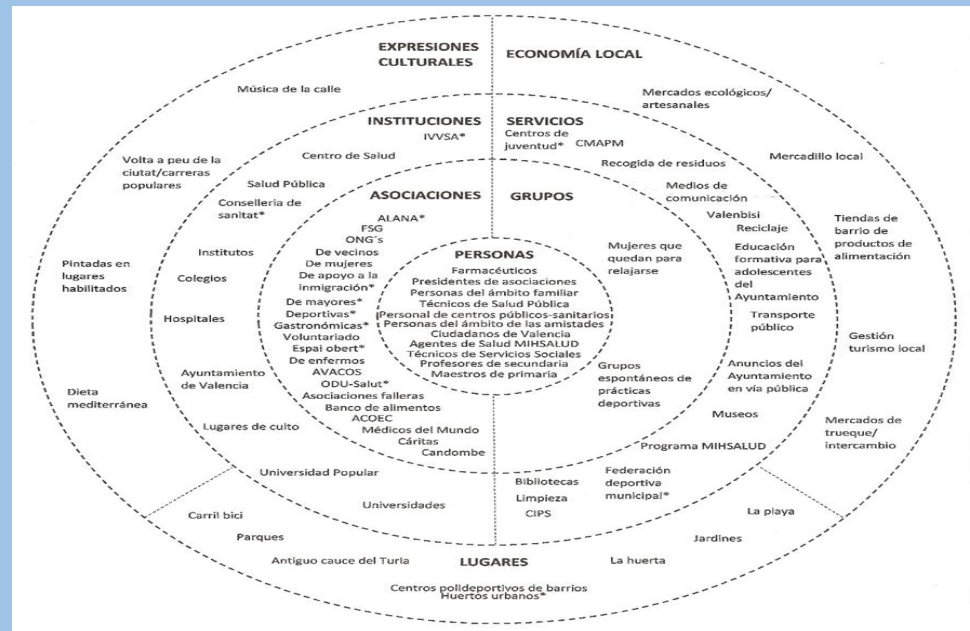 EXPRESIONES
CULTURALES
Música de la calle
Volta a peu de la
ciutat/carreras
populares
Pintadas en
lugares
habilitados
Dieta
mediterránea
ECONOMÍA LOCAL
Mercados ecológicos/
artesanales
Mercadillo local
Tiendas de
barrio de
productos de
alimentación
Gestión
turismo local
Mercados de
trueque/
intercambio
INSTITUCIONES
IVVSA*
Centro de Salud
Salud Pública
Conselleria de
sanitat*
Institutos
Colegios
Hospitales
Ayuntamiento
de Valencia
Lugares de culto
Universidad Popular
Universidades
SERVICIOS
Centros de
juventud*
CMAPM
Recogida de residuos
Medios de
comunicación
Valenbisi
Reciclaje
Educación
formativa para
adolescentes
del
Ayuntamiento
Transporte
público
Anuncios del
Ayuntamiento
en vía pública
Museos
Programa MIHSALUD
Federación
deportiva
municipal*
Bibliotecas
Limpieza
CIPS
ASOCIACIONES
ALANA*
FSG
ONG´s
De vecinos
De mujeres
De apoyo a la
inmigración*
De mayores*
Deportivas*
Gastronómicas*
Voluntariado
Espai obert*
De enfermos
AVACOS
ODU-Salut*
Asociaciones falleras
Banco de alimentos
ACOEC
Médicos del Mundo
Cáritas
Candombe
GRUPOS
Mujeres que
quedan para
relajarse
Grupos
espontáneos de
prácticas
deportivas
PERSONAS
Farmacéuticos
Presidentes de asociaciones
Personas del ámbito familiar
Técnicos de Salud Pública
Personal de centros públicos-sanitarios
Personas del ámbito de las amistades
Ciudadanos de Valencia
Agentes de Salud MIHSALUD
Técnicos de Servicios Sociales
Profesores de secundaria
Maestros de primaria
LUGARES
Carril bici
Parques
Antiguo cauce del Turia
Centros polideportivos de barrios
Huertos urbanos*
La huerta
Jardines
La playa